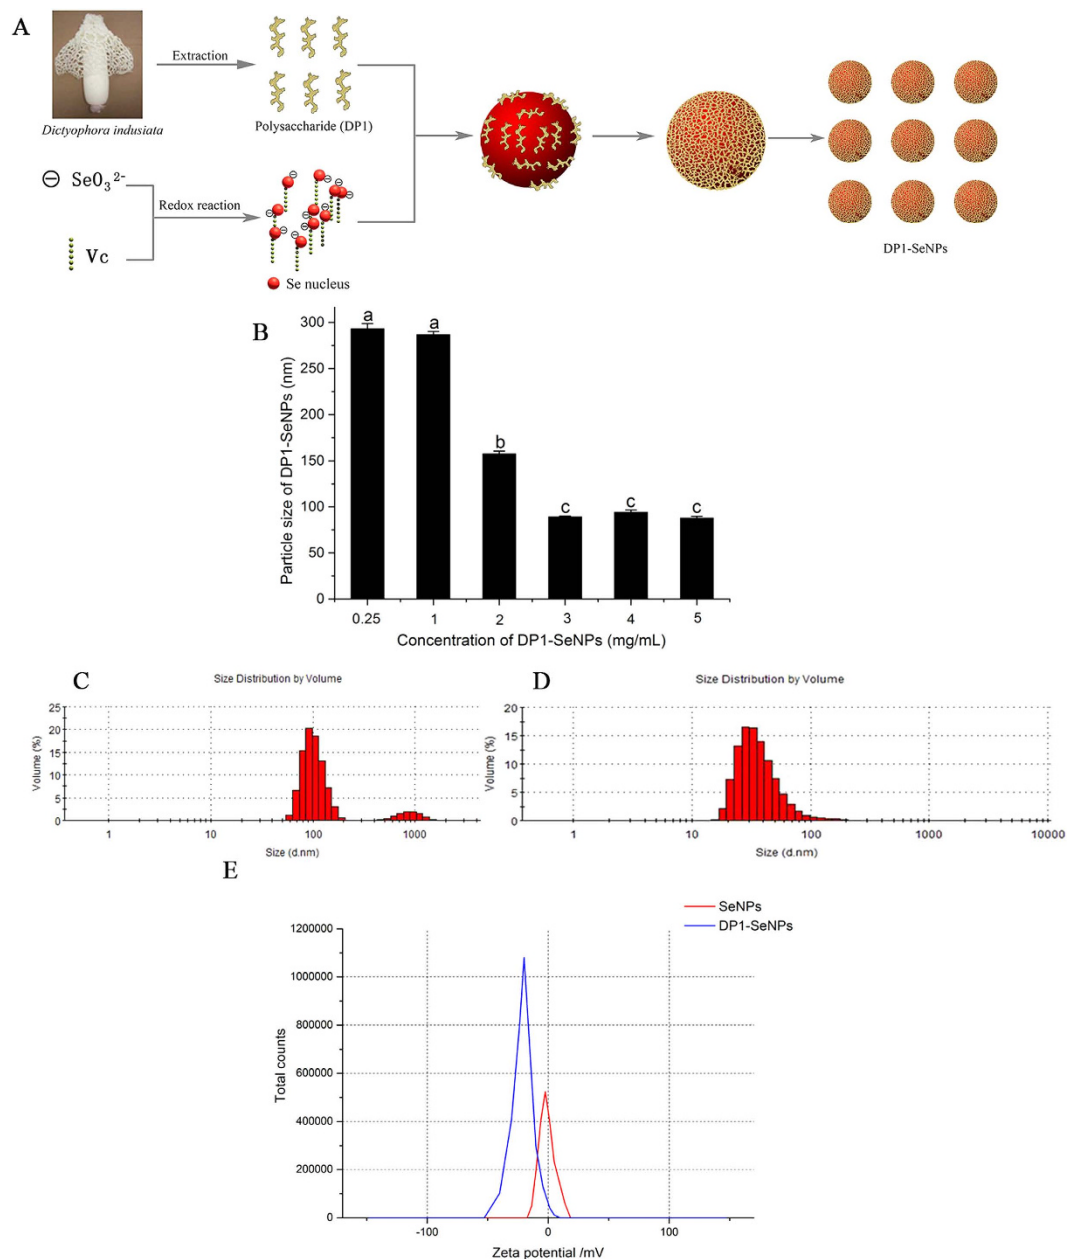 A
Extraction
Dictyophora indusiata
Polysaccharide (DP1)
⊖ SeO₃²⁻
Redox reaction
Vc
Se nucleus
DP1-SeNPs
B
Particle size of DP1-SeNPs (nm)
300
250
200
150
100
50
0
a
a
b
c
c
c
0.25 1 2 3 4 5
Concentration of DP1-SeNPs (mg/mL)
C
Size Distribution by Volume
Volume (%)
25
20
15
10
5
0
1 10 100 1000
Size (d.nm)
D
Size Distribution by Volume
Volume (%)
20
15
10
5
0
1 10 100 1000 10000
Size (d.nm)
E
SeNPs
DP1-SeNPs
Total counts
1200000
1000000
800000
600000
400000
200000
0
-100 0 100
Zeta potential /mV